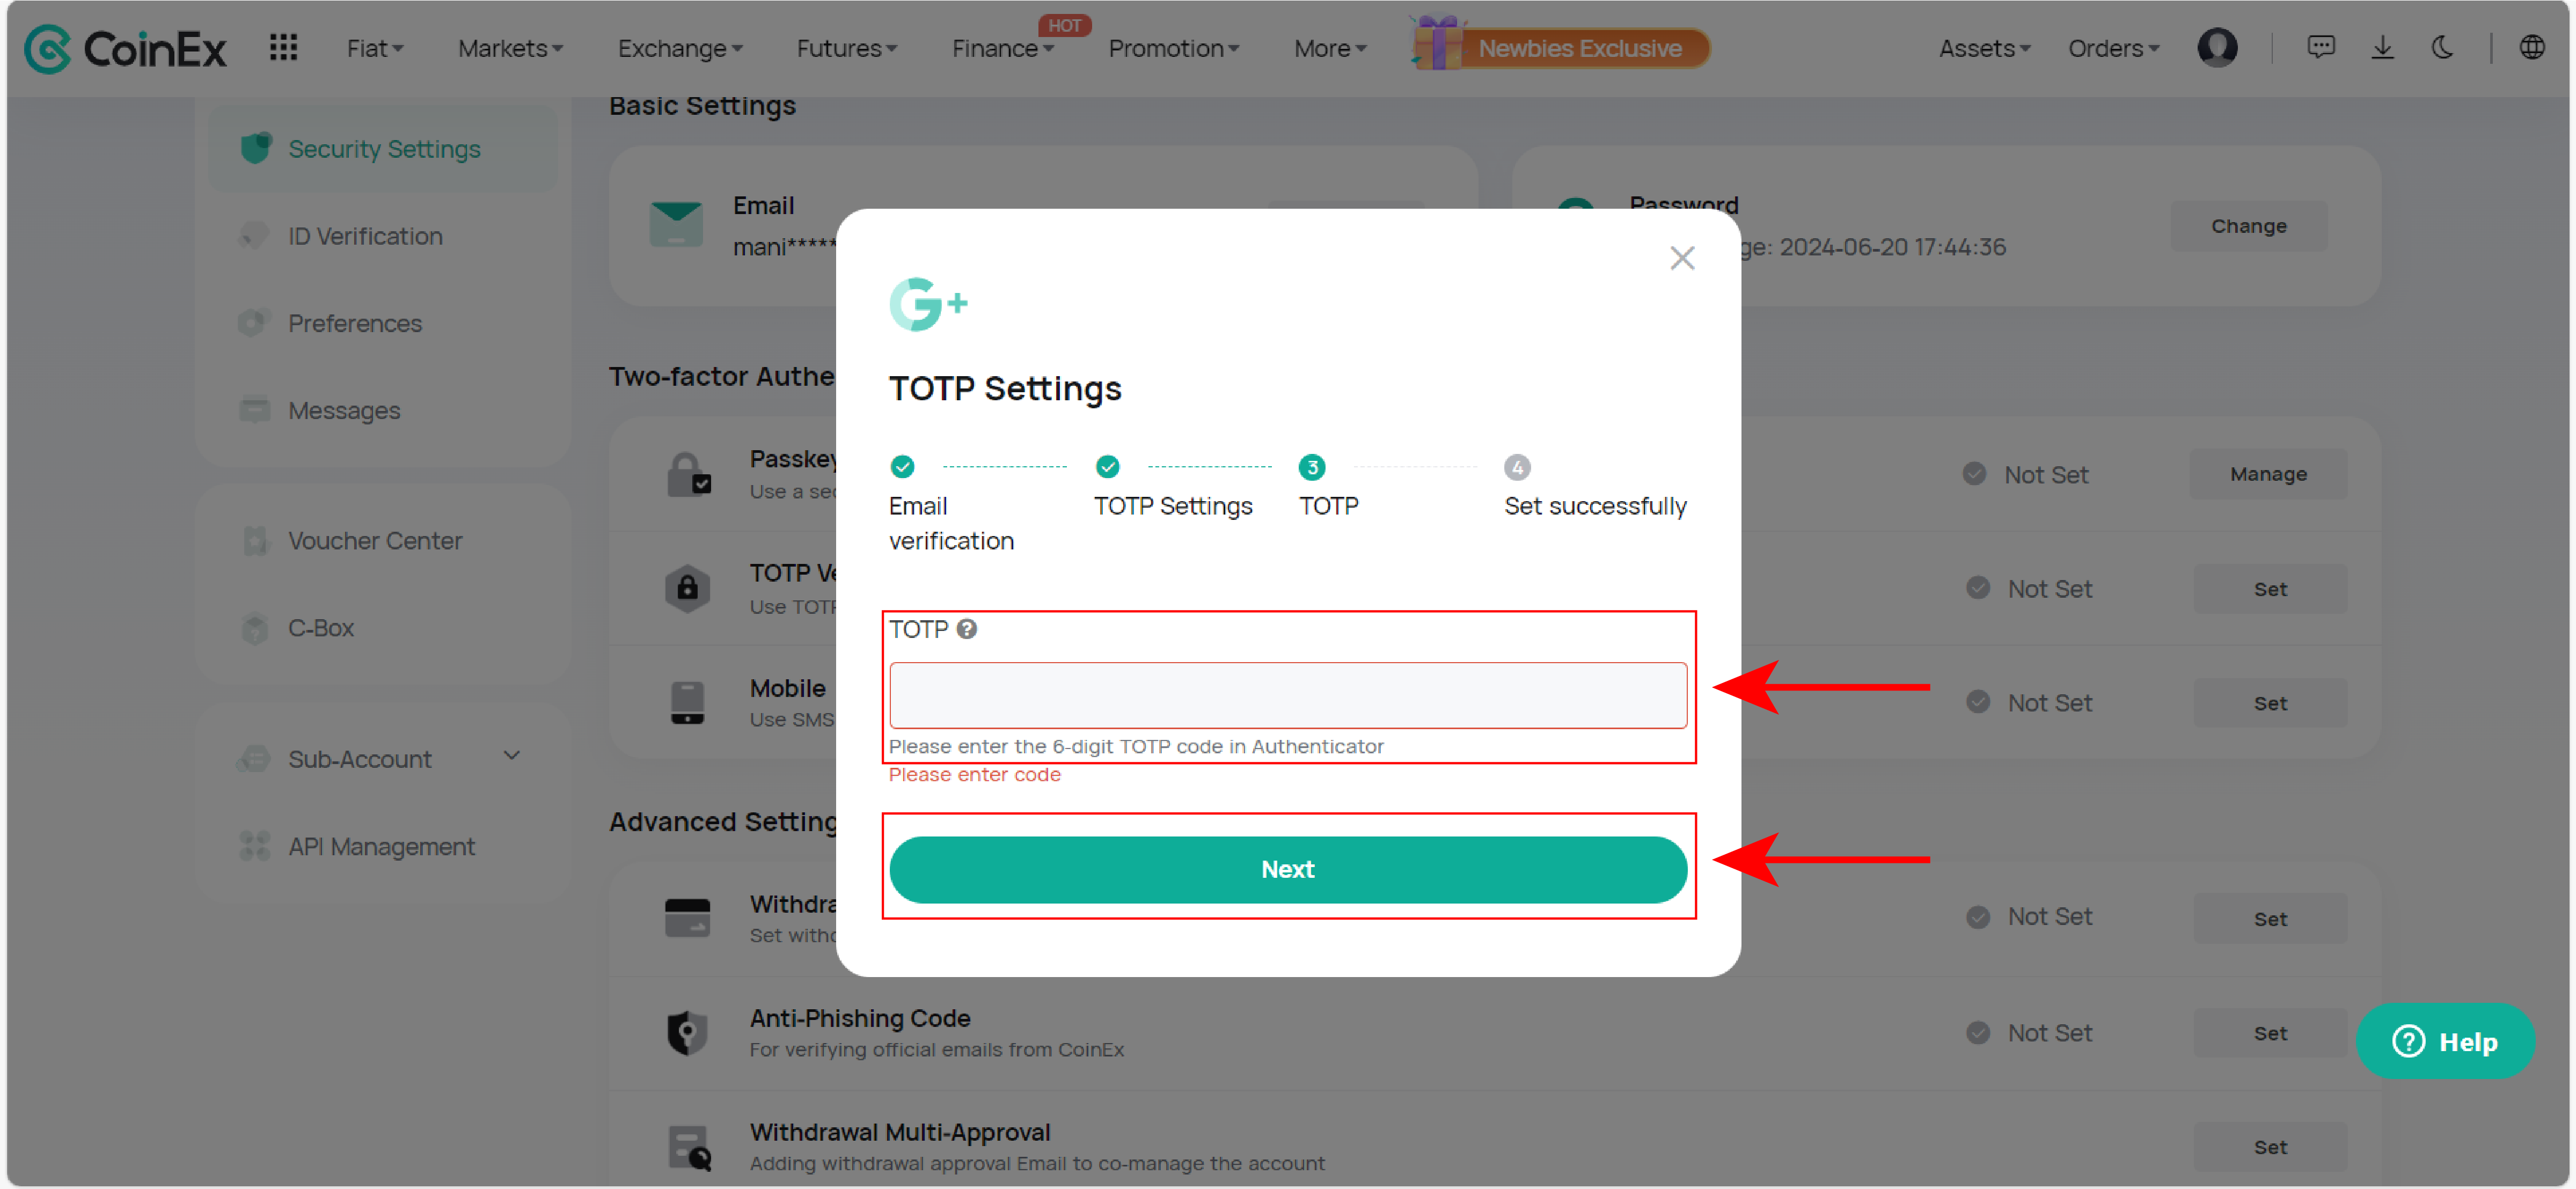 CoinEx Fiat Markets Exchange Futures Finance HOT Promotion More Newbies Exclusive Assets Orders
Basic Settings
Security Settings
ID Verification
Preferences
Messages
Voucher Center
C-Box
Sub-Account
API Management
Email
mani*****
Password
ge: 2024-06-20 17:44:36
Change
Two-factor Authe
Passkey
Use a sec
Not Set
Manage
TOTP Ve
Use TOTP
Not Set
Set
Mobile
Use SMS
Not Set
Set
Advanced Setting
Withdra
Set withd
Not Set
Set
Anti-Phishing Code
For verifying official emails from CoinEx
Not Set
Set
Withdrawal Multi-Approval
Adding withdrawal approval Email to co-manage the account
Set
G+
TOTP Settings
3
4
Email
verification
TOTP Settings
TOTP
Set successfully
TOTP ?
Please enter the 6-digit TOTP code in Authenticator
Please enter code
Next
? Help